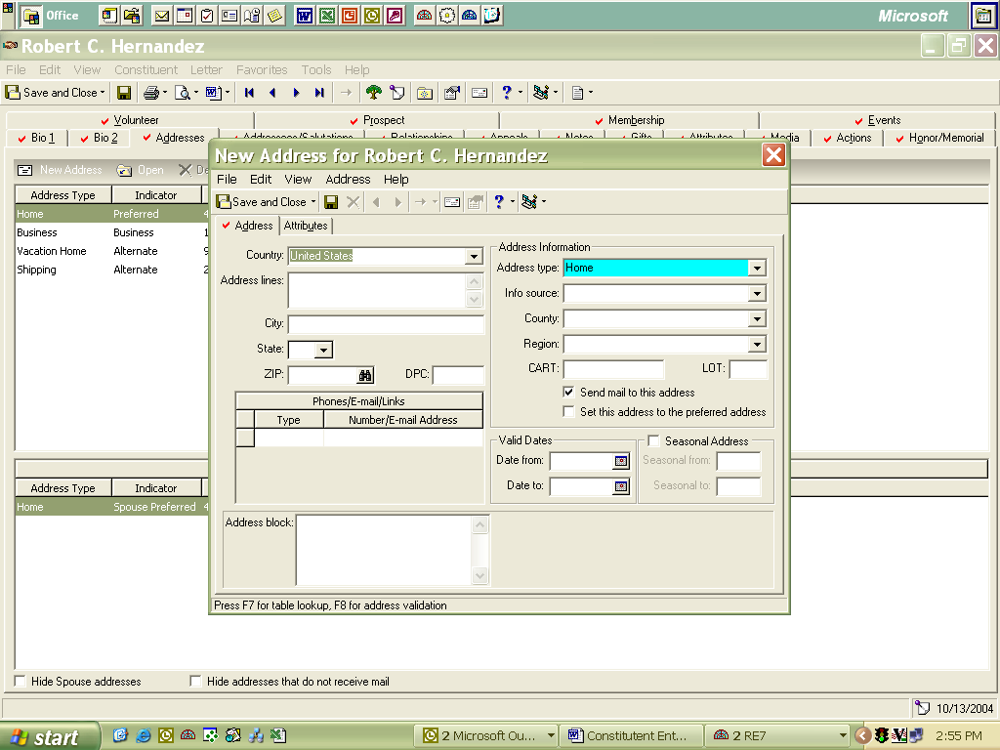 Office
Microsoft
Robert C. Hernandez
File Edit View Constituent Letter Favorites Tools Help
Save and Close
Volunteer Prospect Membership Events
Bio 1 Bio 2 Addresses Addressees/Salutations Relationships Appeals Notes Gifts Attributes Media Actions Honor/Memorial
New Address Open De
Address Type Indicator
Home Preferred 4
Business Business 1
Vacation Home Alternate 9
Shipping Alternate 2
New Address for Robert C. Hernandez
File Edit View Address Help
Save and Close
Address Attributes
Country: United States
Address lines:
City:
State:
ZIP: DPC:
Phones/E-mail/Links
Type Number/E-mail Address
Address Information
Address type: Home
Info source:
County:
Region:
CART: LOT:
Send mail to this address
Set this address to the preferred address
Valid Dates
Date from:
Date to:
Seasonal Address
Seasonal from:
Seasonal to:
Address block:
Press F7 for table lookup, F8 for address validation
Address Type Indicator
Home Spouse Preferred 4
Hide Spouse addresses Hide addresses that do not receive mail
10/13/2004
start 2 Microsoft Ou... Constitutent Ent... 2 RE7 2:55 PM